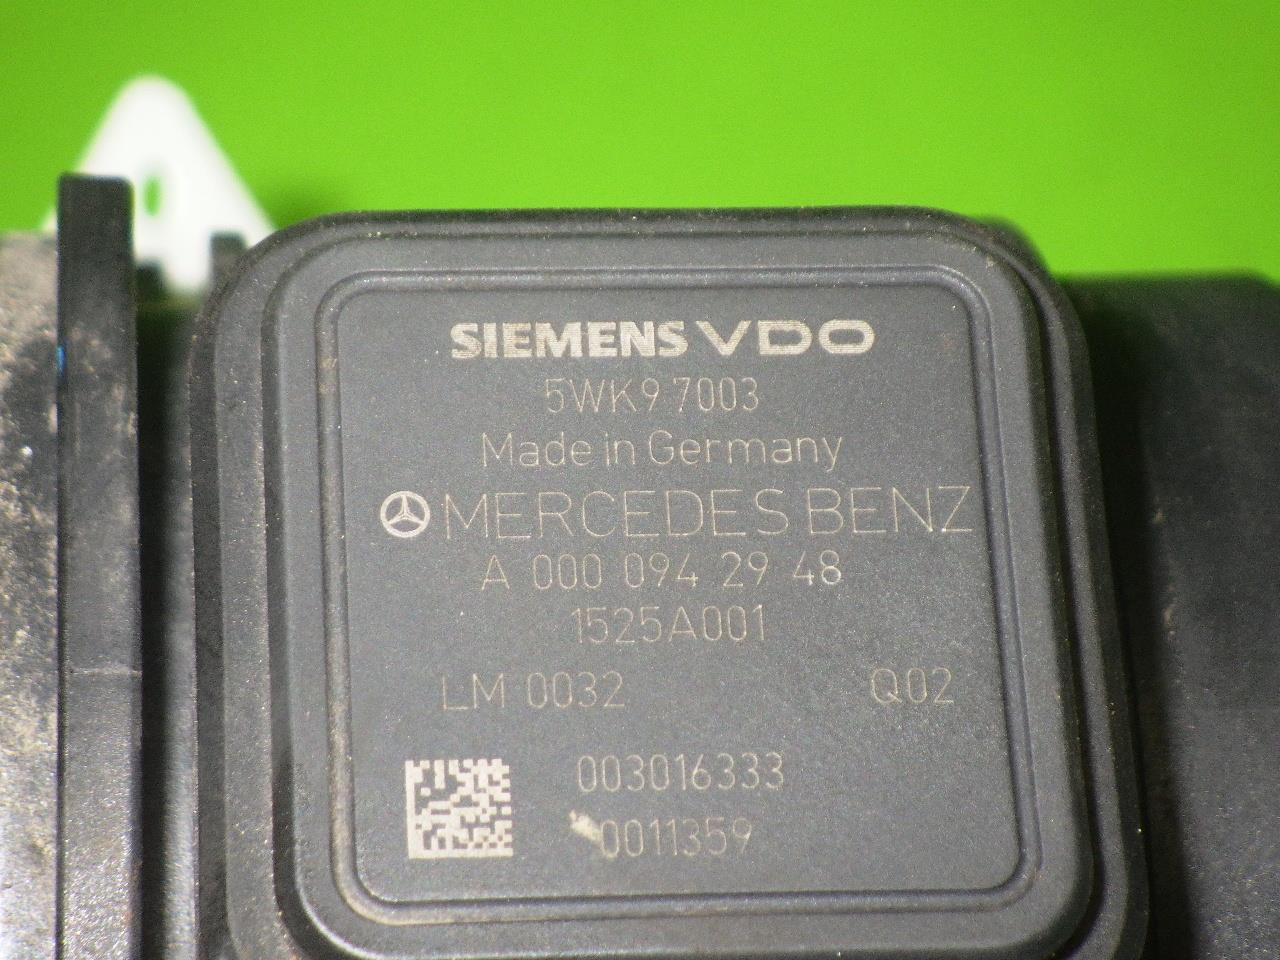 SIEMENS VDO
5WK9 7003
Made in Germany
MERCEDES BENZ
A 000 094 29 48
1525A001
LM 0032 Q02
003016333
0011359